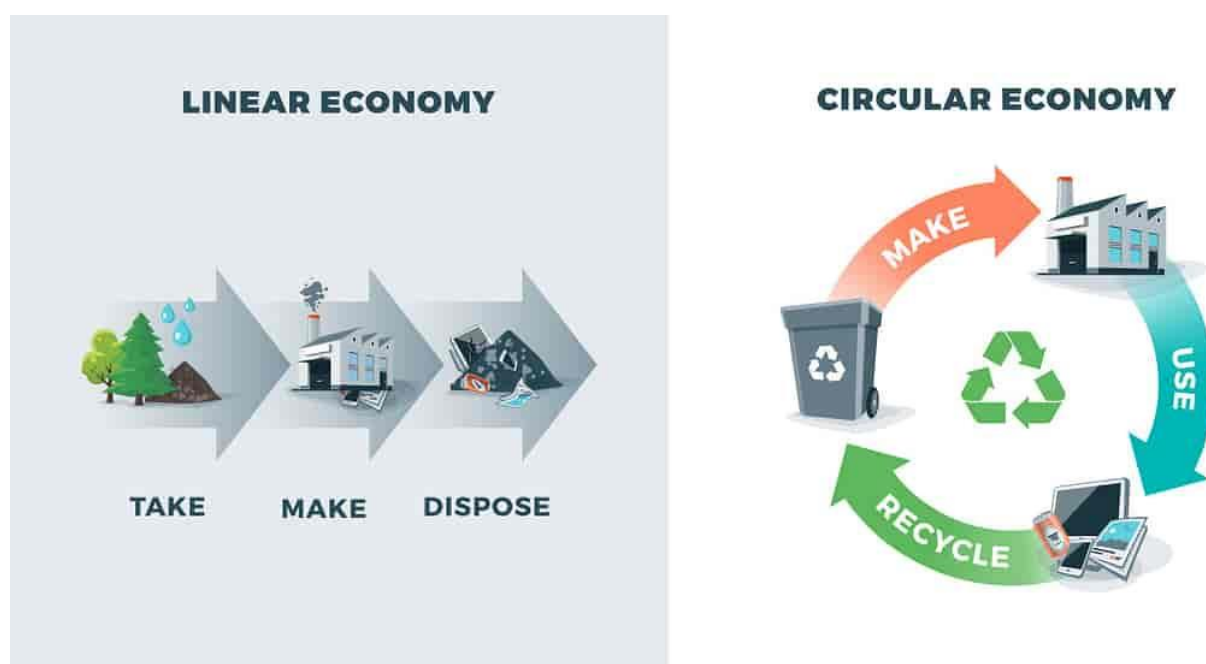 LINEAR ECONOMY
TAKE
MAKE
DISPOSE
CIRCULAR ECONOMY
MAKE
USE
RECYCLE